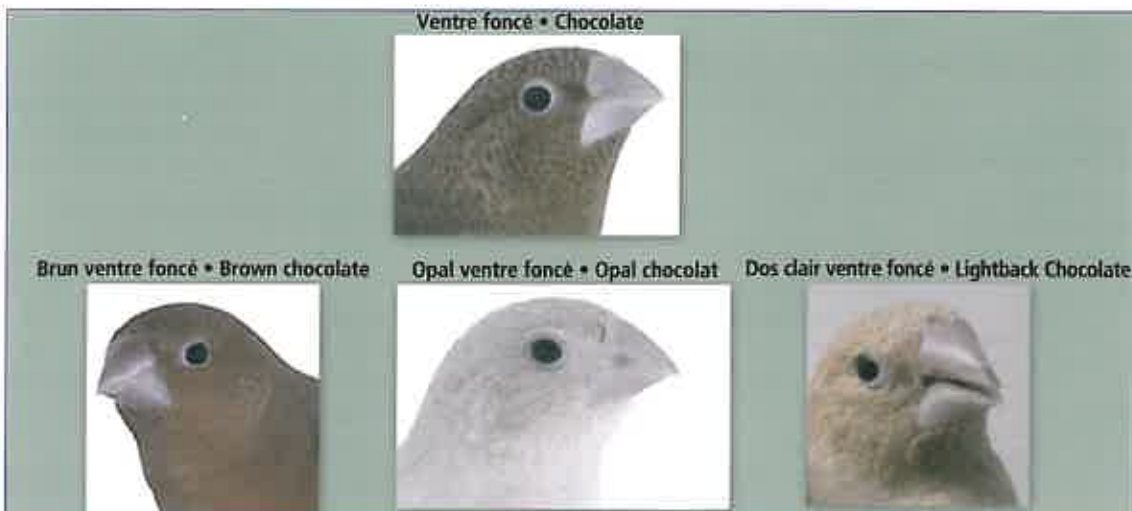 Ventre foncé • Chocolate
Brun ventre foncé • Brown chocolate
Opal ventre foncé • Opal chocolat
Dos clair ventre foncé • Lightback Chocolate